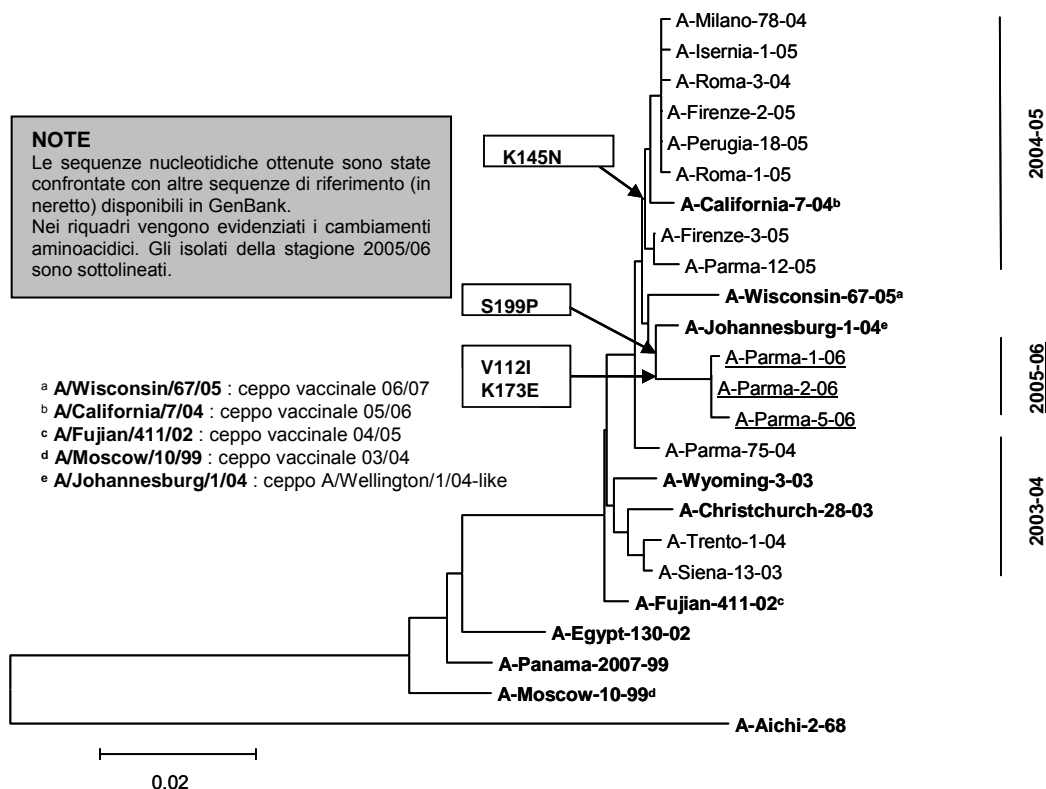 NOTE
Le sequenze nucleotidiche ottenute sono state
confrontate con altre sequenze di riferimento (in
neretto) disponibili in GenBank.
Nei riquadri vengono evidenziati i cambiamenti
aminoacidici. Gli isolati della stagione 2005/06
sono sottolineati.
ᵃ A/Wisconsin/67/05 : ceppo vaccinale 06/07
ᵇ A/California/7/04 : ceppo vaccinale 05/06
ᶜ A/Fujian/411/02 : ceppo vaccinale 04/05
ᵈ A/Moscow/10/99 : ceppo vaccinale 03/04
ᵉ A/Johannesburg/1/04 : ceppo A/Wellington/1/04-like
K145N
S199P
V112I
K173E
A-Milano-78-04
A-Isernia-1-05
A-Roma-3-04
A-Firenze-2-05
A-Perugia-18-05
A-Roma-1-05
A-California-7-04ᵇ
A-Firenze-3-05
A-Parma-12-05
A-Wisconsin-67-05ᵃ
A-Johannesburg-1-04ᵉ
A-Parma-1-06
A-Parma-2-06
A-Parma-5-06
A-Parma-75-04
A-Wyoming-3-03
A-Christchurch-28-03
A-Trento-1-04
A-Siena-13-03
A-Fujian-411-02ᶜ
A-Egypt-130-02
A-Panama-2007-99
A-Moscow-10-99ᵈ
A-Aichi-2-68
2004-05
2005-06
2003-04
0.02